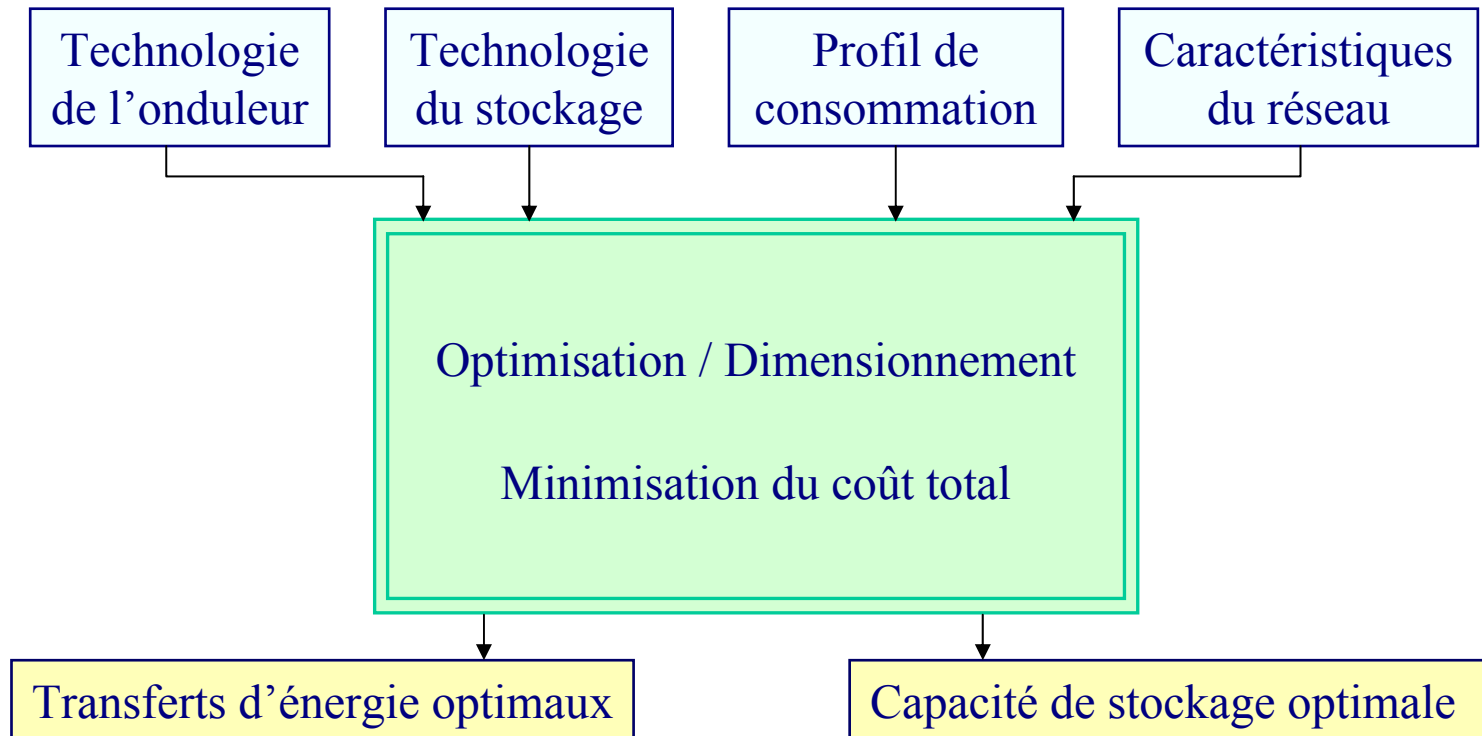 Technologie
de l’onduleur
Technologie
du stockage
Profil de
consommation
Caractéristiques
du réseau
Optimisation / Dimensionnement
Minimisation du coût total
Transferts d’énergie optimaux
Capacité de stockage optimale